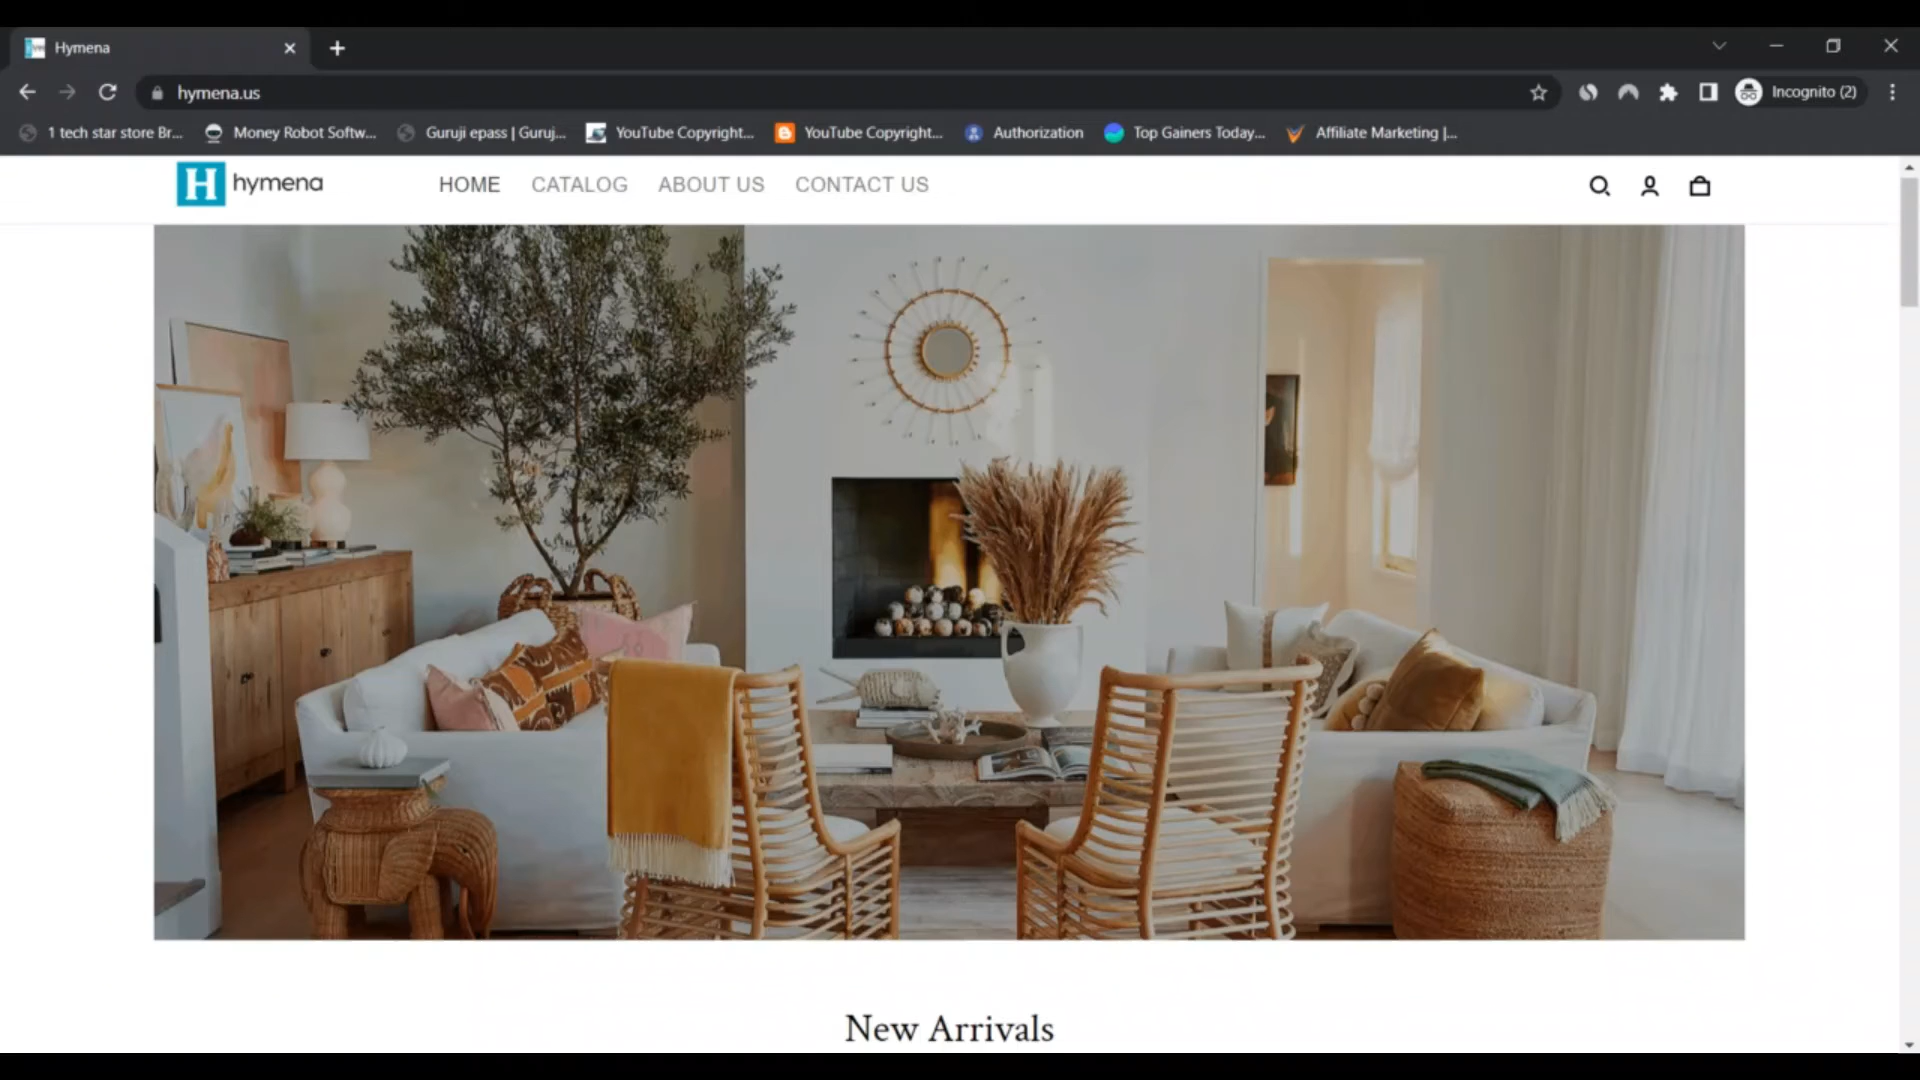 Hymena
hymena.us
Incognito (2)
1 tech star store Br...
Money Robot Softw...
Guruji epass | Guruj...
YouTube Copyright...
YouTube Copyright...
Authorization
Top Gainers Today...
Affiliate Marketing |...
H hymena
HOME
CATALOG
ABOUT US
CONTACT US
New Arrivals